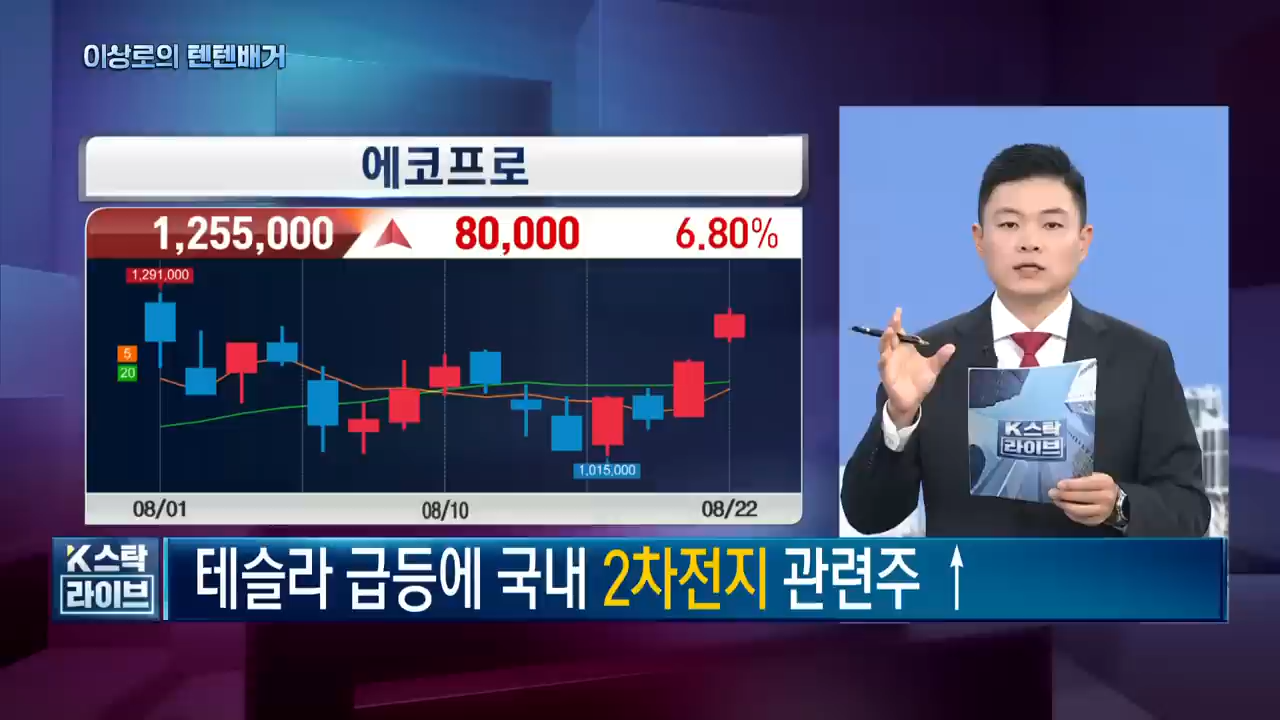 이상로의 텐텐배거
에코프로
1,255,000 ▲ 80,000 6.80%
1,291,000
5
20
1,015,000
08/01 08/10 08/22
K스탁
라이브
K스탁
라이브
테슬라 급등에 국내 2차전지 관련주 ↑